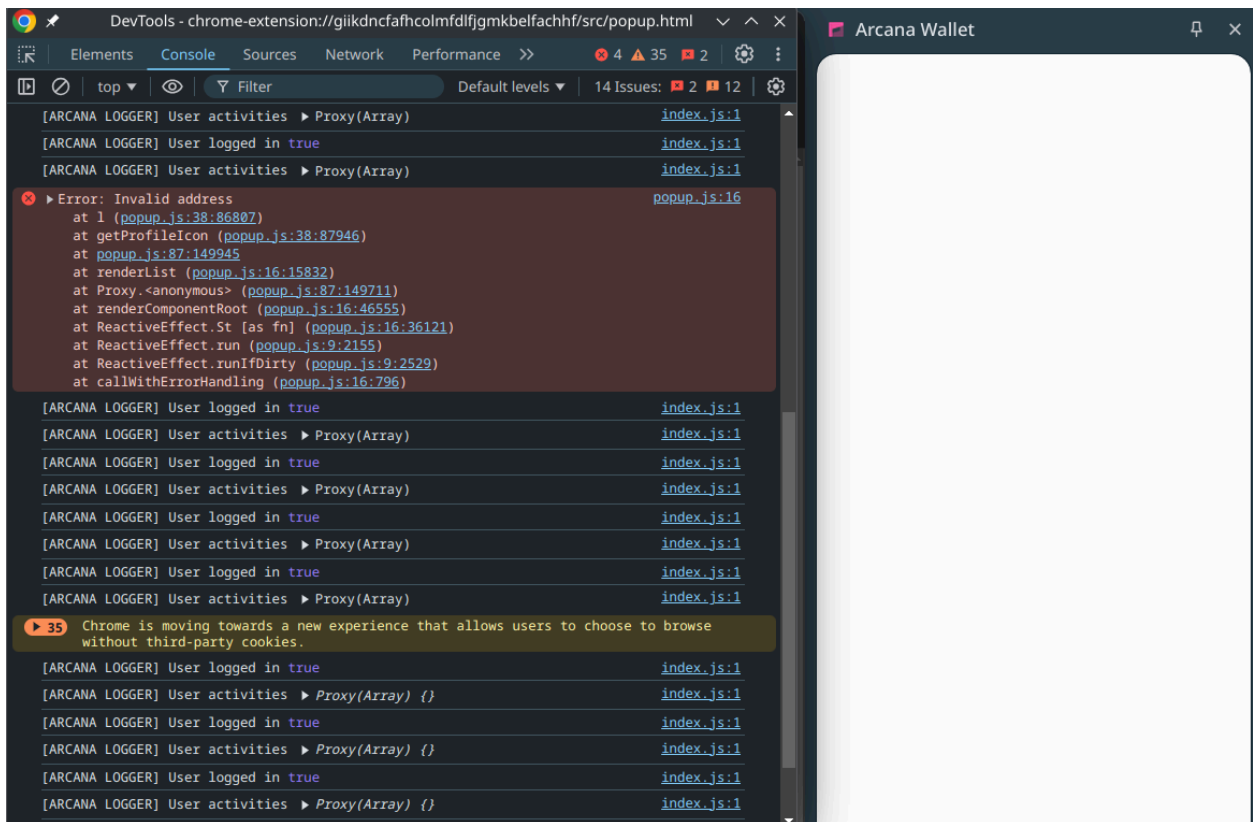 DevTools - chrome-extension://giikdncfafhcolmfdlfjgmkbelfachhf/src/popup.html
Elements Console Sources Network Performance 4 35 2
top Filter Default levels 14 Issues: 2 12
[ARCANA LOGGER] User activities Proxy(Array) index.js:1
[ARCANA LOGGER] User logged in true index.js:1
[ARCANA LOGGER] User activities Proxy(Array) index.js:1
Error: Invalid address popup.js:16
at l (popup.js:38:86807)
at getProfileIcon (popup.js:38:87946)
at popup.js:87:149945
at renderList (popup.js:16:15832)
at Proxy.<anonymous> (popup.js:87:149711)
at renderComponentRoot (popup.js:16:46555)
at ReactiveEffect.St [as fn] (popup.js:16:36121)
at ReactiveEffect.run (popup.js:9:2155)
at ReactiveEffect.runIfDirty (popup.js:9:2529)
at callWithErrorHandling (popup.js:16:796)
[ARCANA LOGGER] User logged in true index.js:1
[ARCANA LOGGER] User activities Proxy(Array) index.js:1
[ARCANA LOGGER] User logged in true index.js:1
[ARCANA LOGGER] User activities Proxy(Array) index.js:1
[ARCANA LOGGER] User logged in true index.js:1
[ARCANA LOGGER] User activities Proxy(Array) index.js:1
[ARCANA LOGGER] User logged in true index.js:1
[ARCANA LOGGER] User activities Proxy(Array) index.js:1
35 Chrome is moving towards a new experience that allows users to choose to browse
without third-party cookies.
[ARCANA LOGGER] User logged in true index.js:1
[ARCANA LOGGER] User activities Proxy(Array) {} index.js:1
[ARCANA LOGGER] User logged in true index.js:1
[ARCANA LOGGER] User activities Proxy(Array) {} index.js:1
[ARCANA LOGGER] User logged in true index.js:1
[ARCANA LOGGER] User activities Proxy(Array) {} index.js:1
Arcana Wallet